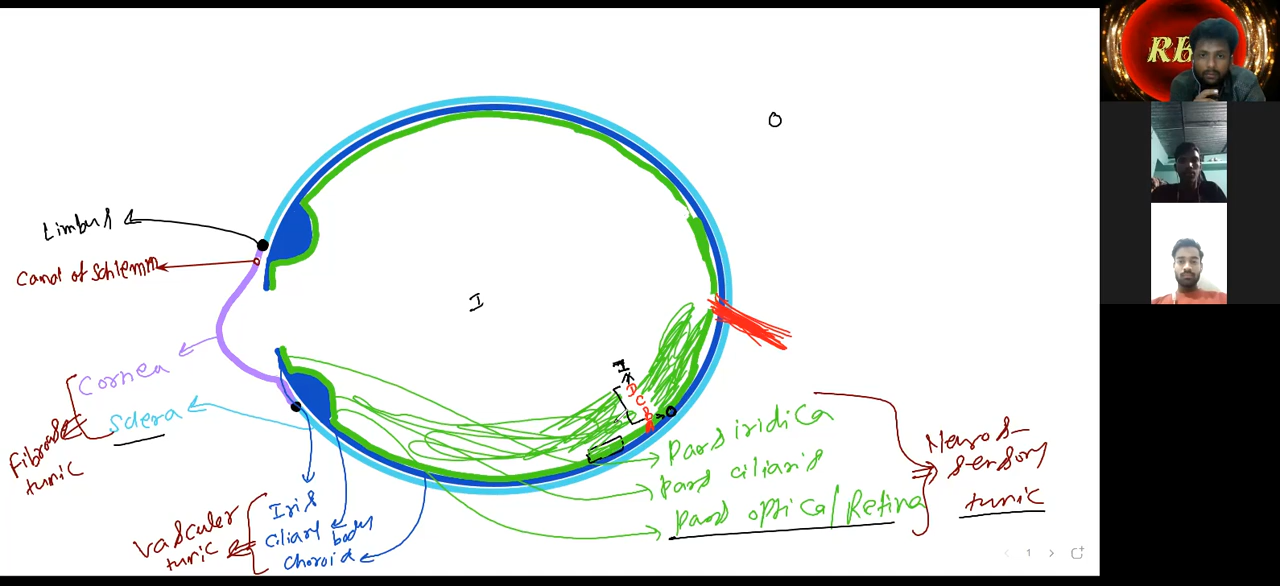 O
Limbus
Canal of Schlemm
I
Cornea
Sclera
Fibrous
tunic
I
Pars iridica
Pars ciliaris
Pars optica/Retina
Neuro-
sensory
tunic
Iris
ciliary body
choroid
Vascular
tunic
1